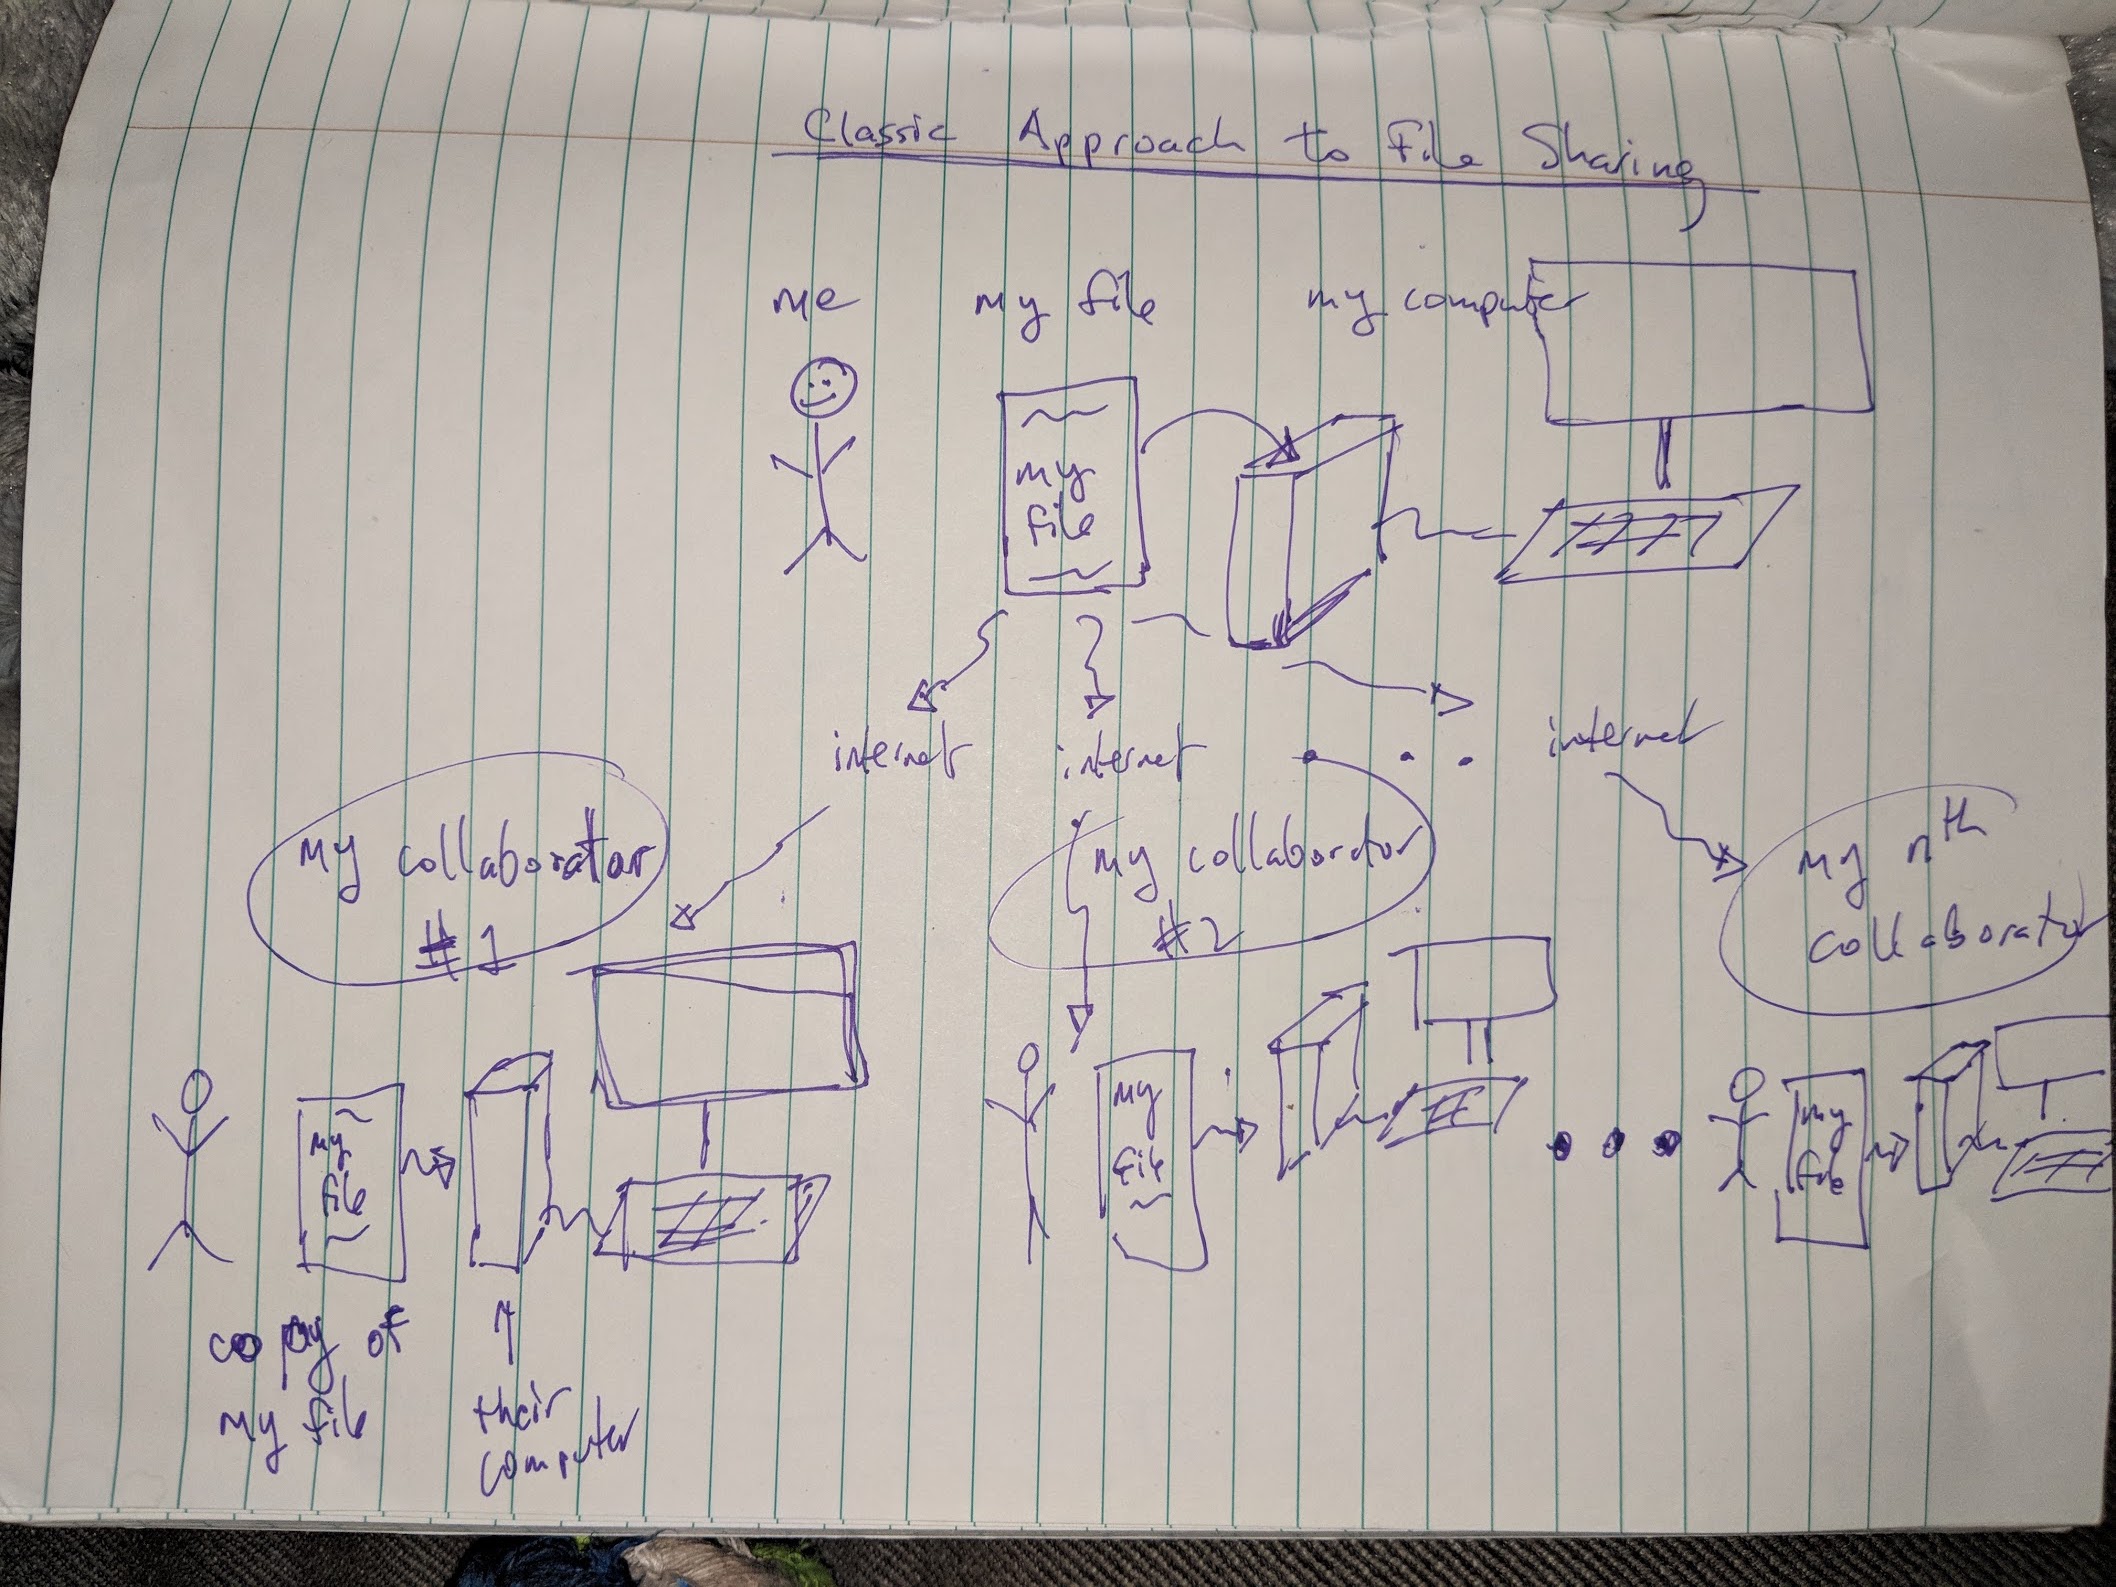 Classic Approach to File Sharing
me
my file
my computer
my
file
internet
internet
. . .
internet
my collaborator
#1
my collaborator
#2
my nth
collaborator
my
file
my
file
...
my
file
copy of
my file
their
computer